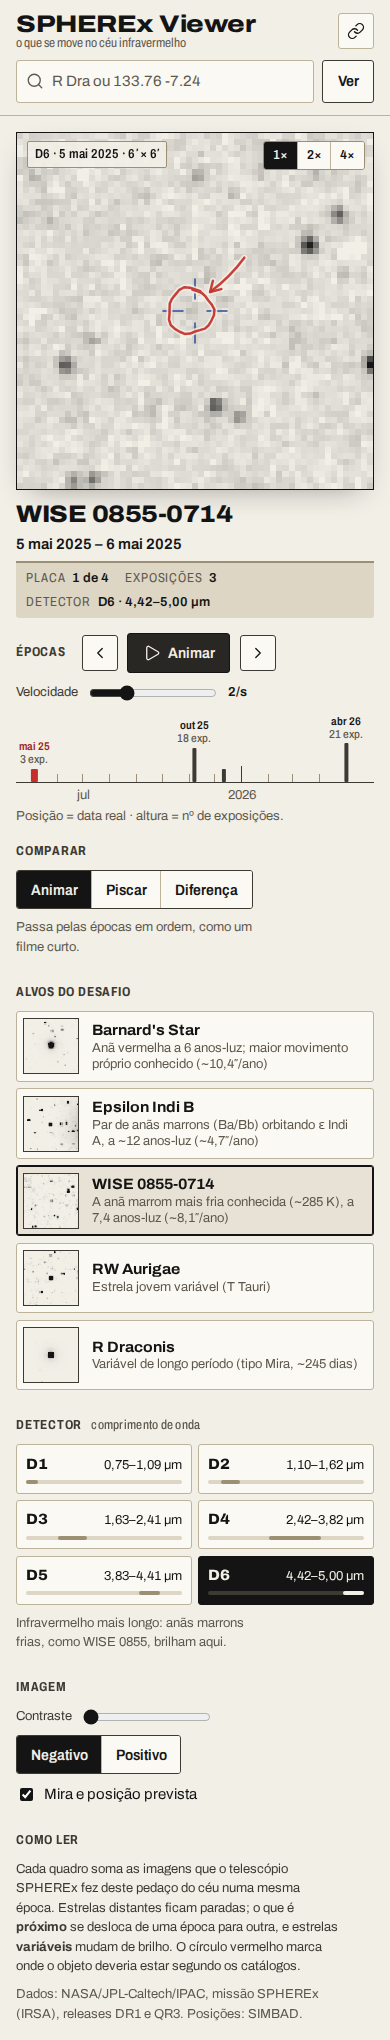 SPHEREx Viewer
o que se move no céu infravermelho
R Dra ou 133.76 -7.24
Ver
D6 · 5 mai 2025 · 6′ × 6′
1×
2×
4×
WISE 0855-0714
5 mai 2025 – 6 mai 2025
PLACA 1 de 4 EXPOSIÇÕES 3
DETECTOR D6 · 4,42–5,00 µm
ÉPOCAS
Animar
Velocidade
2/s
mai 25
3 exp.
out 25
18 exp.
abr 26
21 exp.
jul
2026
Posição = data real · altura = nº de exposições.
COMPARAR
Animar
Piscar
Diferença
Passa pelas épocas em ordem, como um
filme curto.
ALVOS DO DESAFIO
Barnard's Star
Anã vermelha a 6 anos-luz; maior movimento
próprio conhecido (~10,4″/ano)
Epsilon Indi B
Par de anãs marrons (Ba/Bb) orbitando ε Indi
A, a ~12 anos-luz (~4,7″/ano)
WISE 0855-0714
A anã marrom mais fria conhecida (~285 K), a
7,4 anos-luz (~8,1″/ano)
RW Aurigae
Estrela jovem variável (T Tauri)
R Draconis
Variável de longo período (tipo Mira, ~245 dias)
DETECTOR comprimento de onda
D1 0,75–1,09 µm
D2 1,10–1,62 µm
D3 1,63–2,41 µm
D4 2,42–3,82 µm
D5 3,83–4,41 µm
D6 4,42–5,00 µm
Infravermelho mais longo: anãs marrons
frias, como WISE 0855, brilham aqui.
IMAGEM
Contraste
Negativo
Positivo
Mira e posição prevista
COMO LER
Cada quadro soma as imagens que o telescópio
SPHEREx fez deste pedaço do céu numa mesma
época. Estrelas distantes ficam paradas; o que é
próximo se desloca de uma época para outra, e estrelas
variáveis mudam de brilho. O círculo vermelho marca
onde o objeto deveria estar segundo os catálogos.
Dados: NASA/JPL-Caltech/IPAC, missão SPHEREx
(IRSA), releases DR1 e QR3. Posições: SIMBAD.